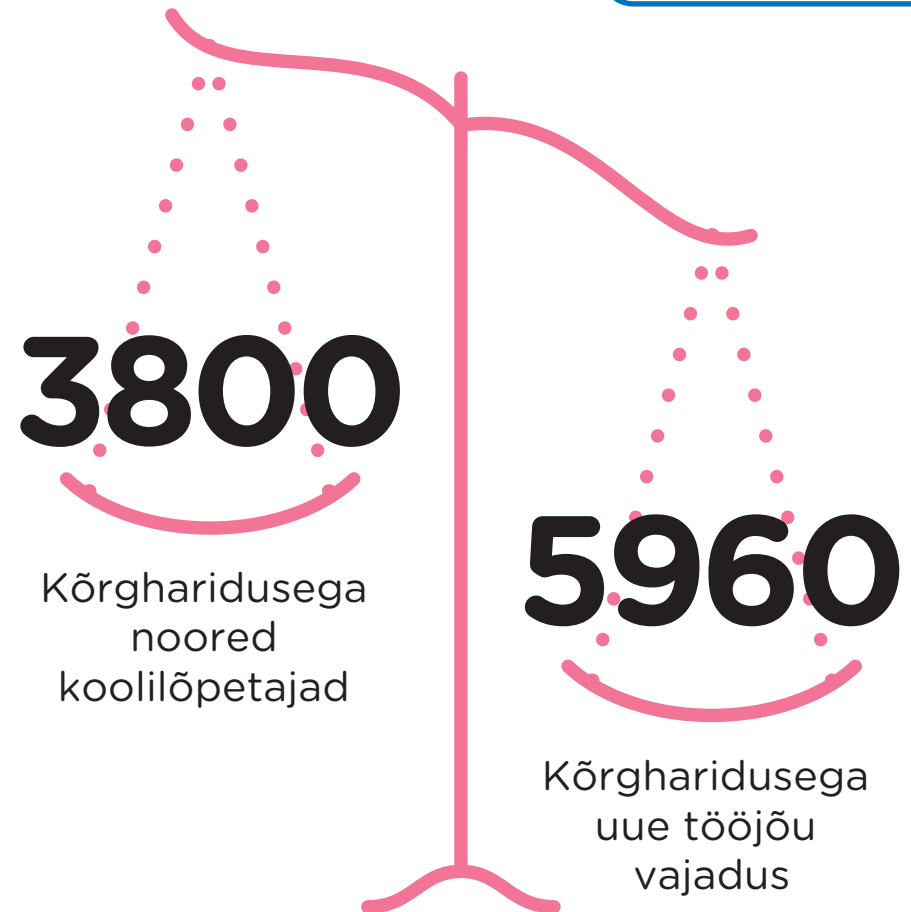 3800
Kõrgharidusega
noored
koolilõpetajad
5960
Kõrgharidusega
uue tööjõu
vajadus